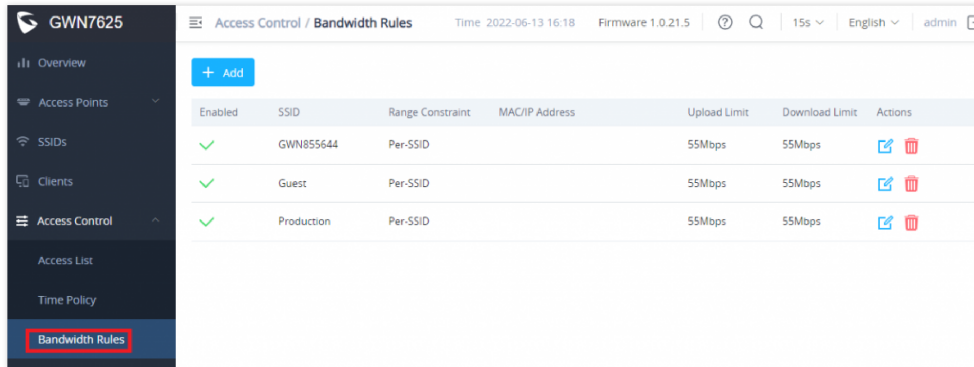 GWN7625
Access Control / Bandwidth Rules
Time 2022-06-13 16:18
Firmware 1.0.21.5
15s
English
admin
Overview
Access Points
SSIDs
Clients
Access Control
Access List
Time Policy
Bandwidth Rules
+ Add
Enabled SSID Range Constraint MAC/IP Address Upload Limit Download Limit Actions
GWN855644 Per-SSID 55Mbps 55Mbps
Guest Per-SSID 55Mbps 55Mbps
Production Per-SSID 55Mbps 55Mbps